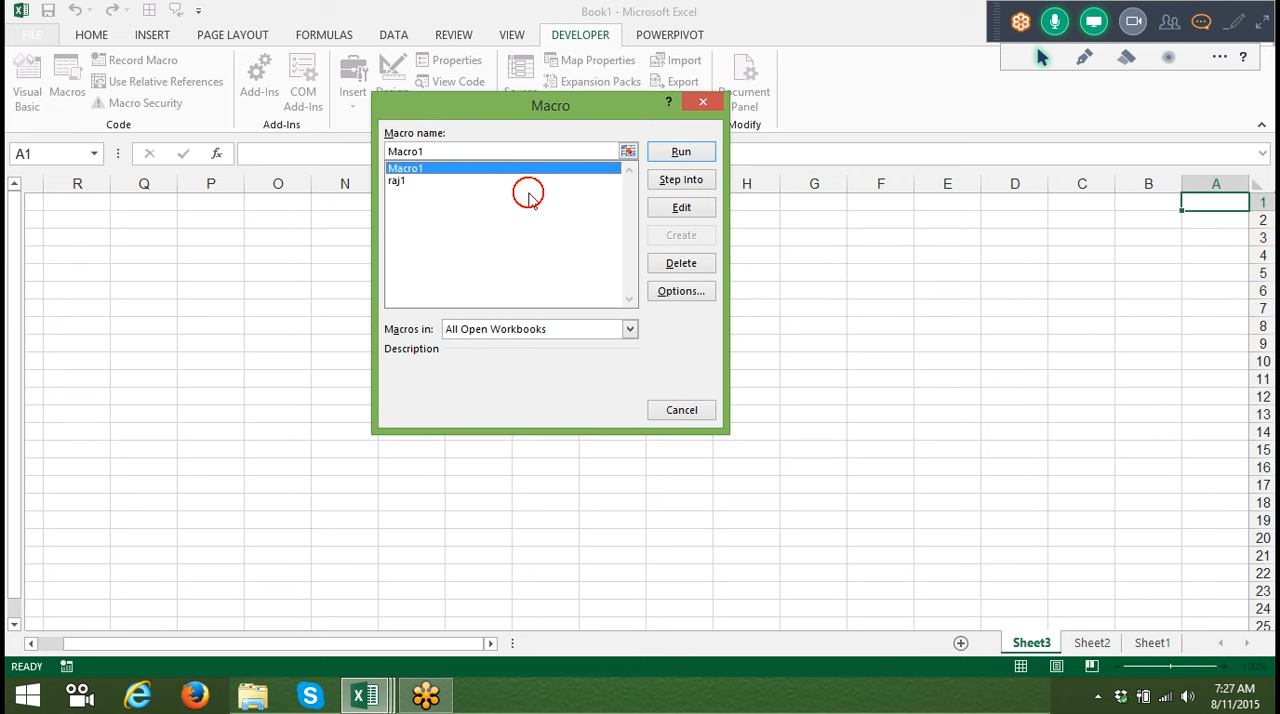 Book1 - Microsoft Excel
FILE HOME INSERT PAGE LAYOUT FORMULAS DATA REVIEW VIEW DEVELOPER POWERPIVOT
Visual Basic
Macros
Record Macro
Use Relative References
Macro Security
Code
Add-Ins
COM Add-Ins
Add-Ins
Insert
Properties
View Code
Map Properties
Expansion Packs
Import
Export
Document Panel
Modify
?
Macro
?
Macro name:
Macro1
Macro1
raj1
Run
Step Into
Edit
Create
Delete
Options...
Macros in: All Open Workbooks
Description
Cancel
A1
fx
R Q P O N H G F E D C B A
1
2
3
4
5
6
7
8
9
10
11
12
13
14
15
16
17
18
19
20
21
22
23
24
25
Sheet3 Sheet2 Sheet1
READY
100%
7:27 AM
8/11/2015